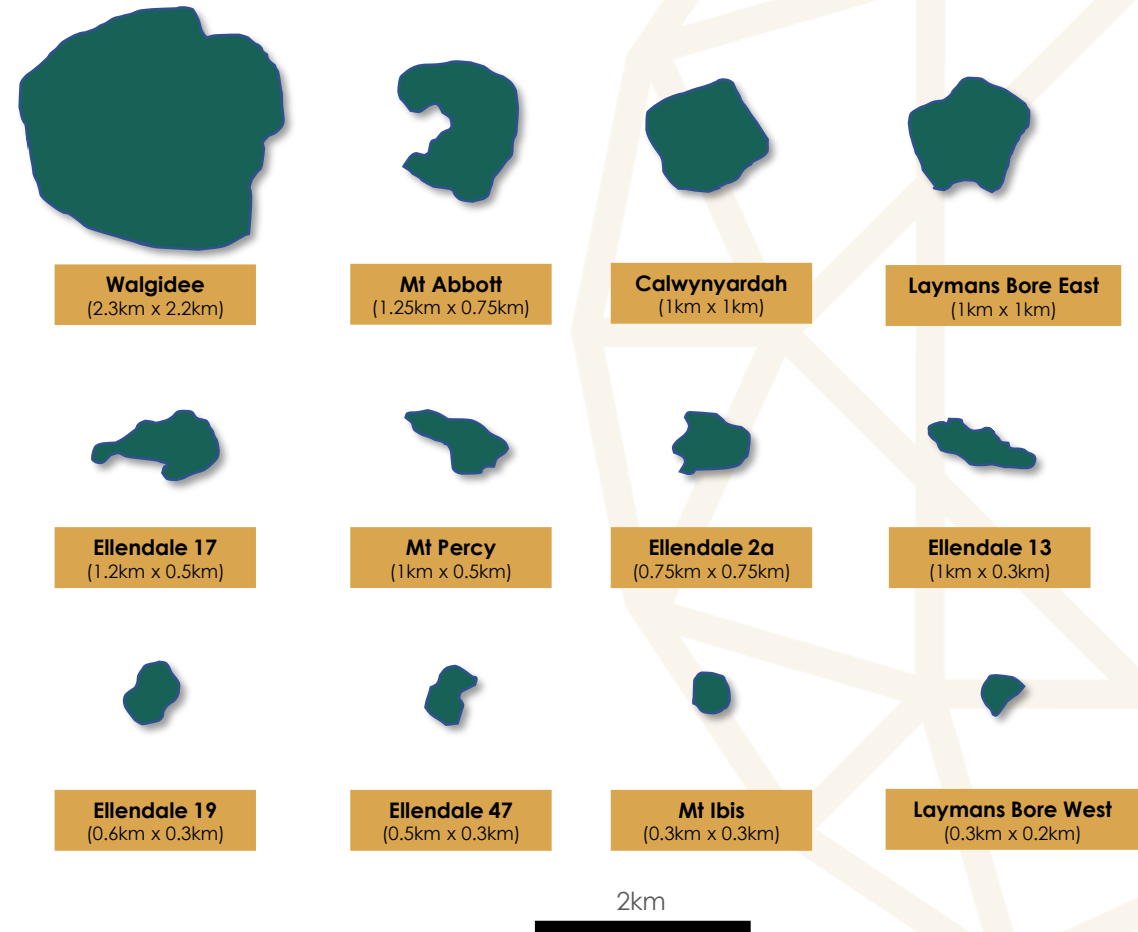 Walgidee
(2.3km x 2.2km)
Mt Abbott
(1.25km x 0.75km)
Calwynyardah
(1km x 1km)
Laymans Bore East
(1km x 1km)
Ellendale 17
(1.2km x 0.5km)
Mt Percy
(1km x 0.5km)
Ellendale 2a
(0.75km x 0.75km)
Ellendale 13
(1km x 0.3km)
Ellendale 19
(0.6km x 0.3km)
Ellendale 47
(0.5km x 0.3km)
Mt Ibis
(0.3km x 0.3km)
Laymans Bore West
(0.3km x 0.2km)
2km